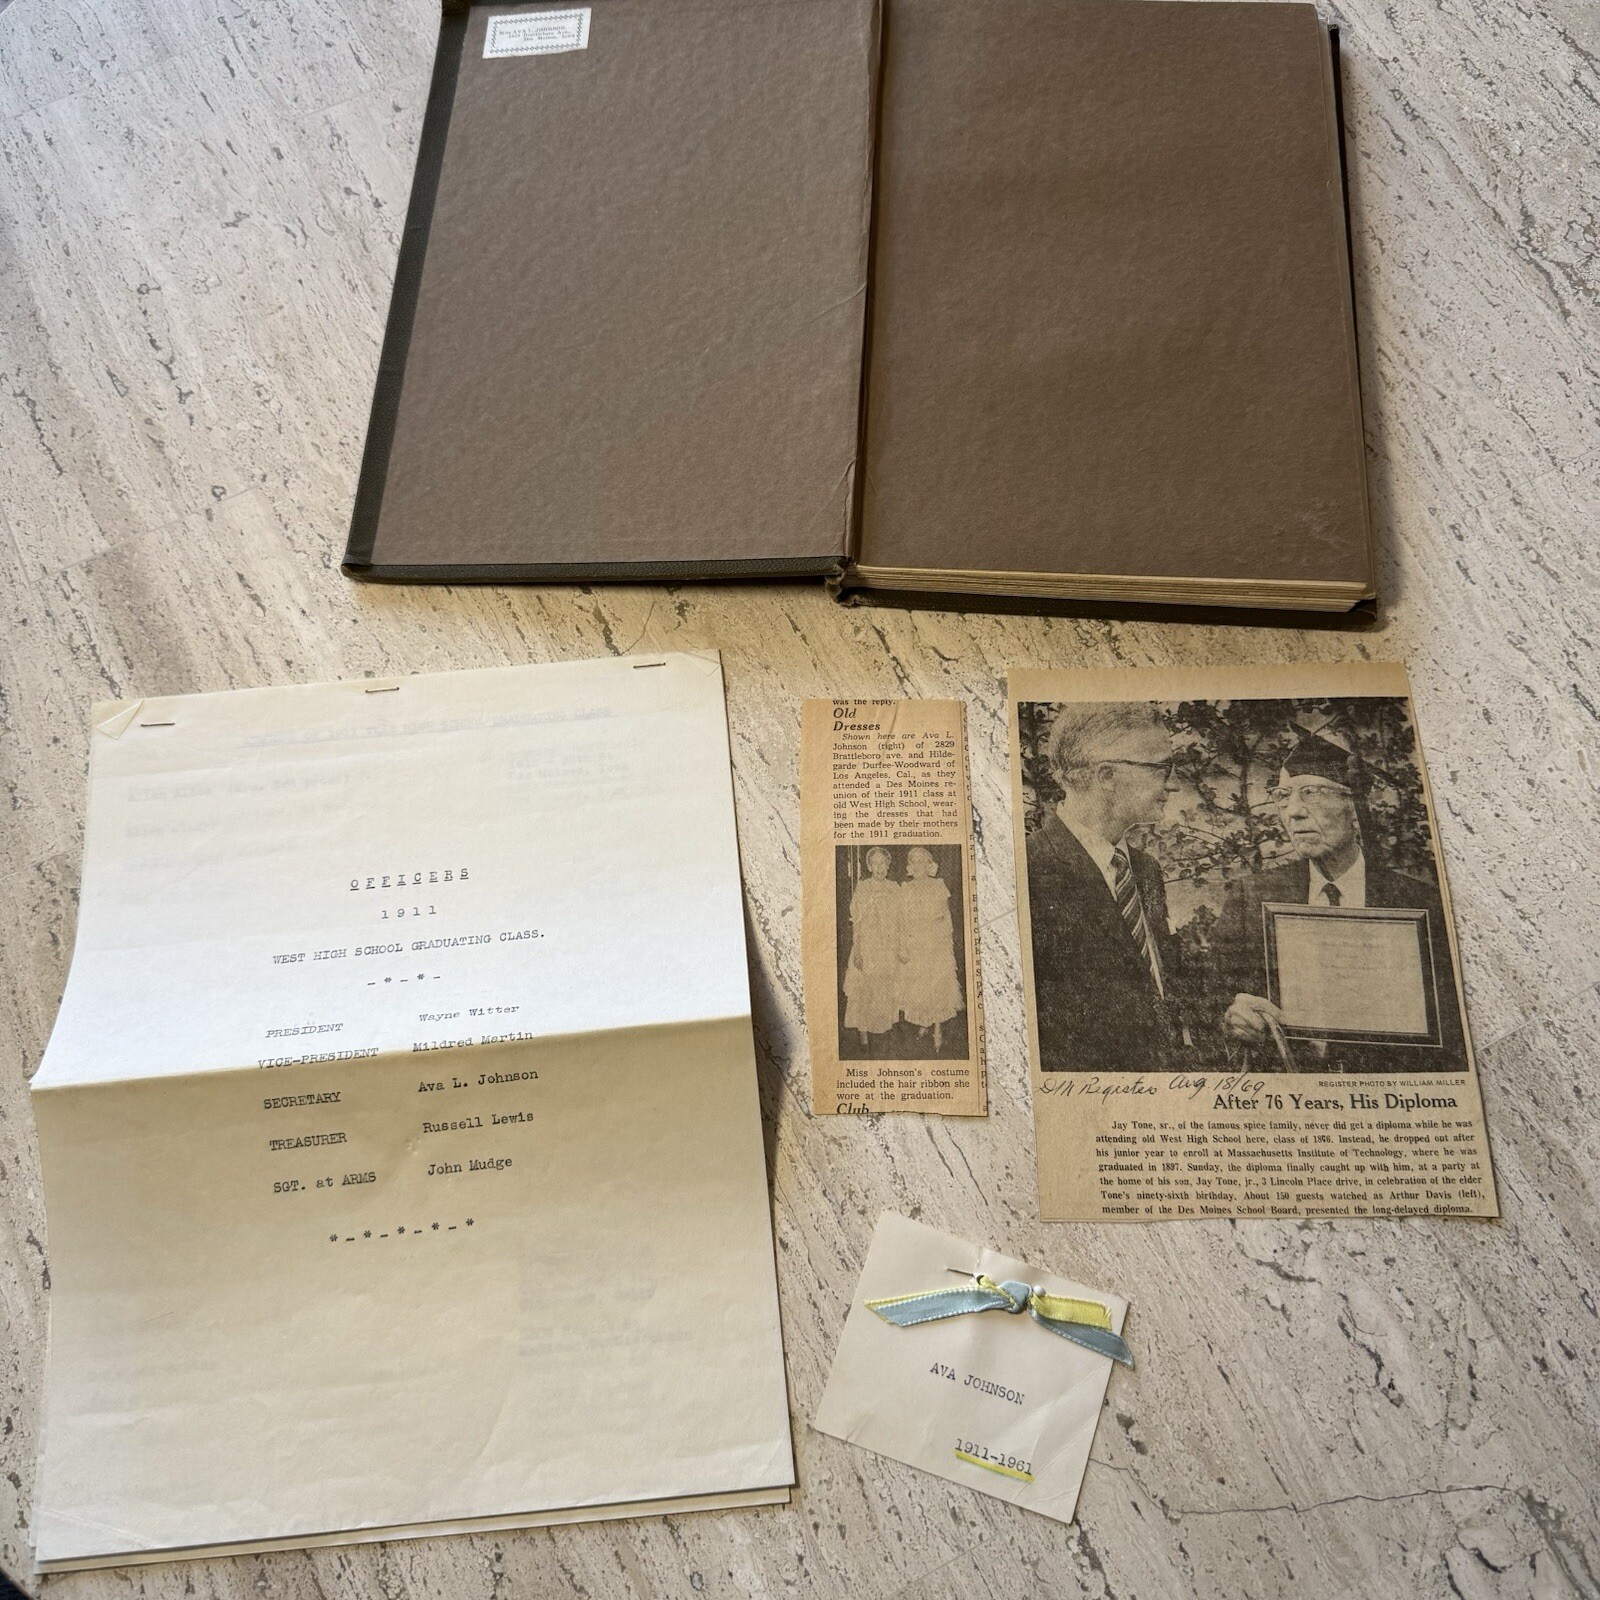 Miss AVA L. JOHNSON
2829 Brattleboro Ave.
Des Moines, Iowa
OFFICERS
1911
WEST HIGH SCHOOL GRADUATING CLASS.
-*-*-
PRESIDENT Wayne Witter
VICE-PRESIDENT Mildred Martin
SECRETARY Ava L. Johnson
TREASURER Russell Lewis
SGT. at ARMS John Mudge
*-*-*-*-*
was the reply.
Old
Dresses
Shown here are Ava L.
Johnson (right) of 2829
Brattleboro ave. and Hilde-
garde Durfee-Woodward of
Los Angeles, Cal., as they
attended a Des Moines re-
union of their 1911 class at
old West High School, wear-
ing the dresses that had
been made by their mothers
for the 1911 graduation.
Miss Johnson's costume
included the hair ribbon she
wore at the graduation.
Club
DM Register Aug. 18/69
REGISTER PHOTO BY WILLIAM MILLER
After 76 Years, His Diploma
Jay Tone, sr., of the famous spice family, never did get a diploma while he was
attending old West High School here, class of 1893. Instead, he dropped out after
his junior year to enroll at Massachusetts Institute of Technology, where he was
graduated in 1897. Sunday, the diploma finally caught up with him, at a party at
the home of his son, Jay Tone, jr., 3 Lincoln Place drive, in celebration of the elder
Tone's ninety-sixth birthday. About 150 guests watched as Arthur Davis (left),
member of the Des Moines School Board, presented the long-delayed diploma.
AVA JOHNSON
1911-1961